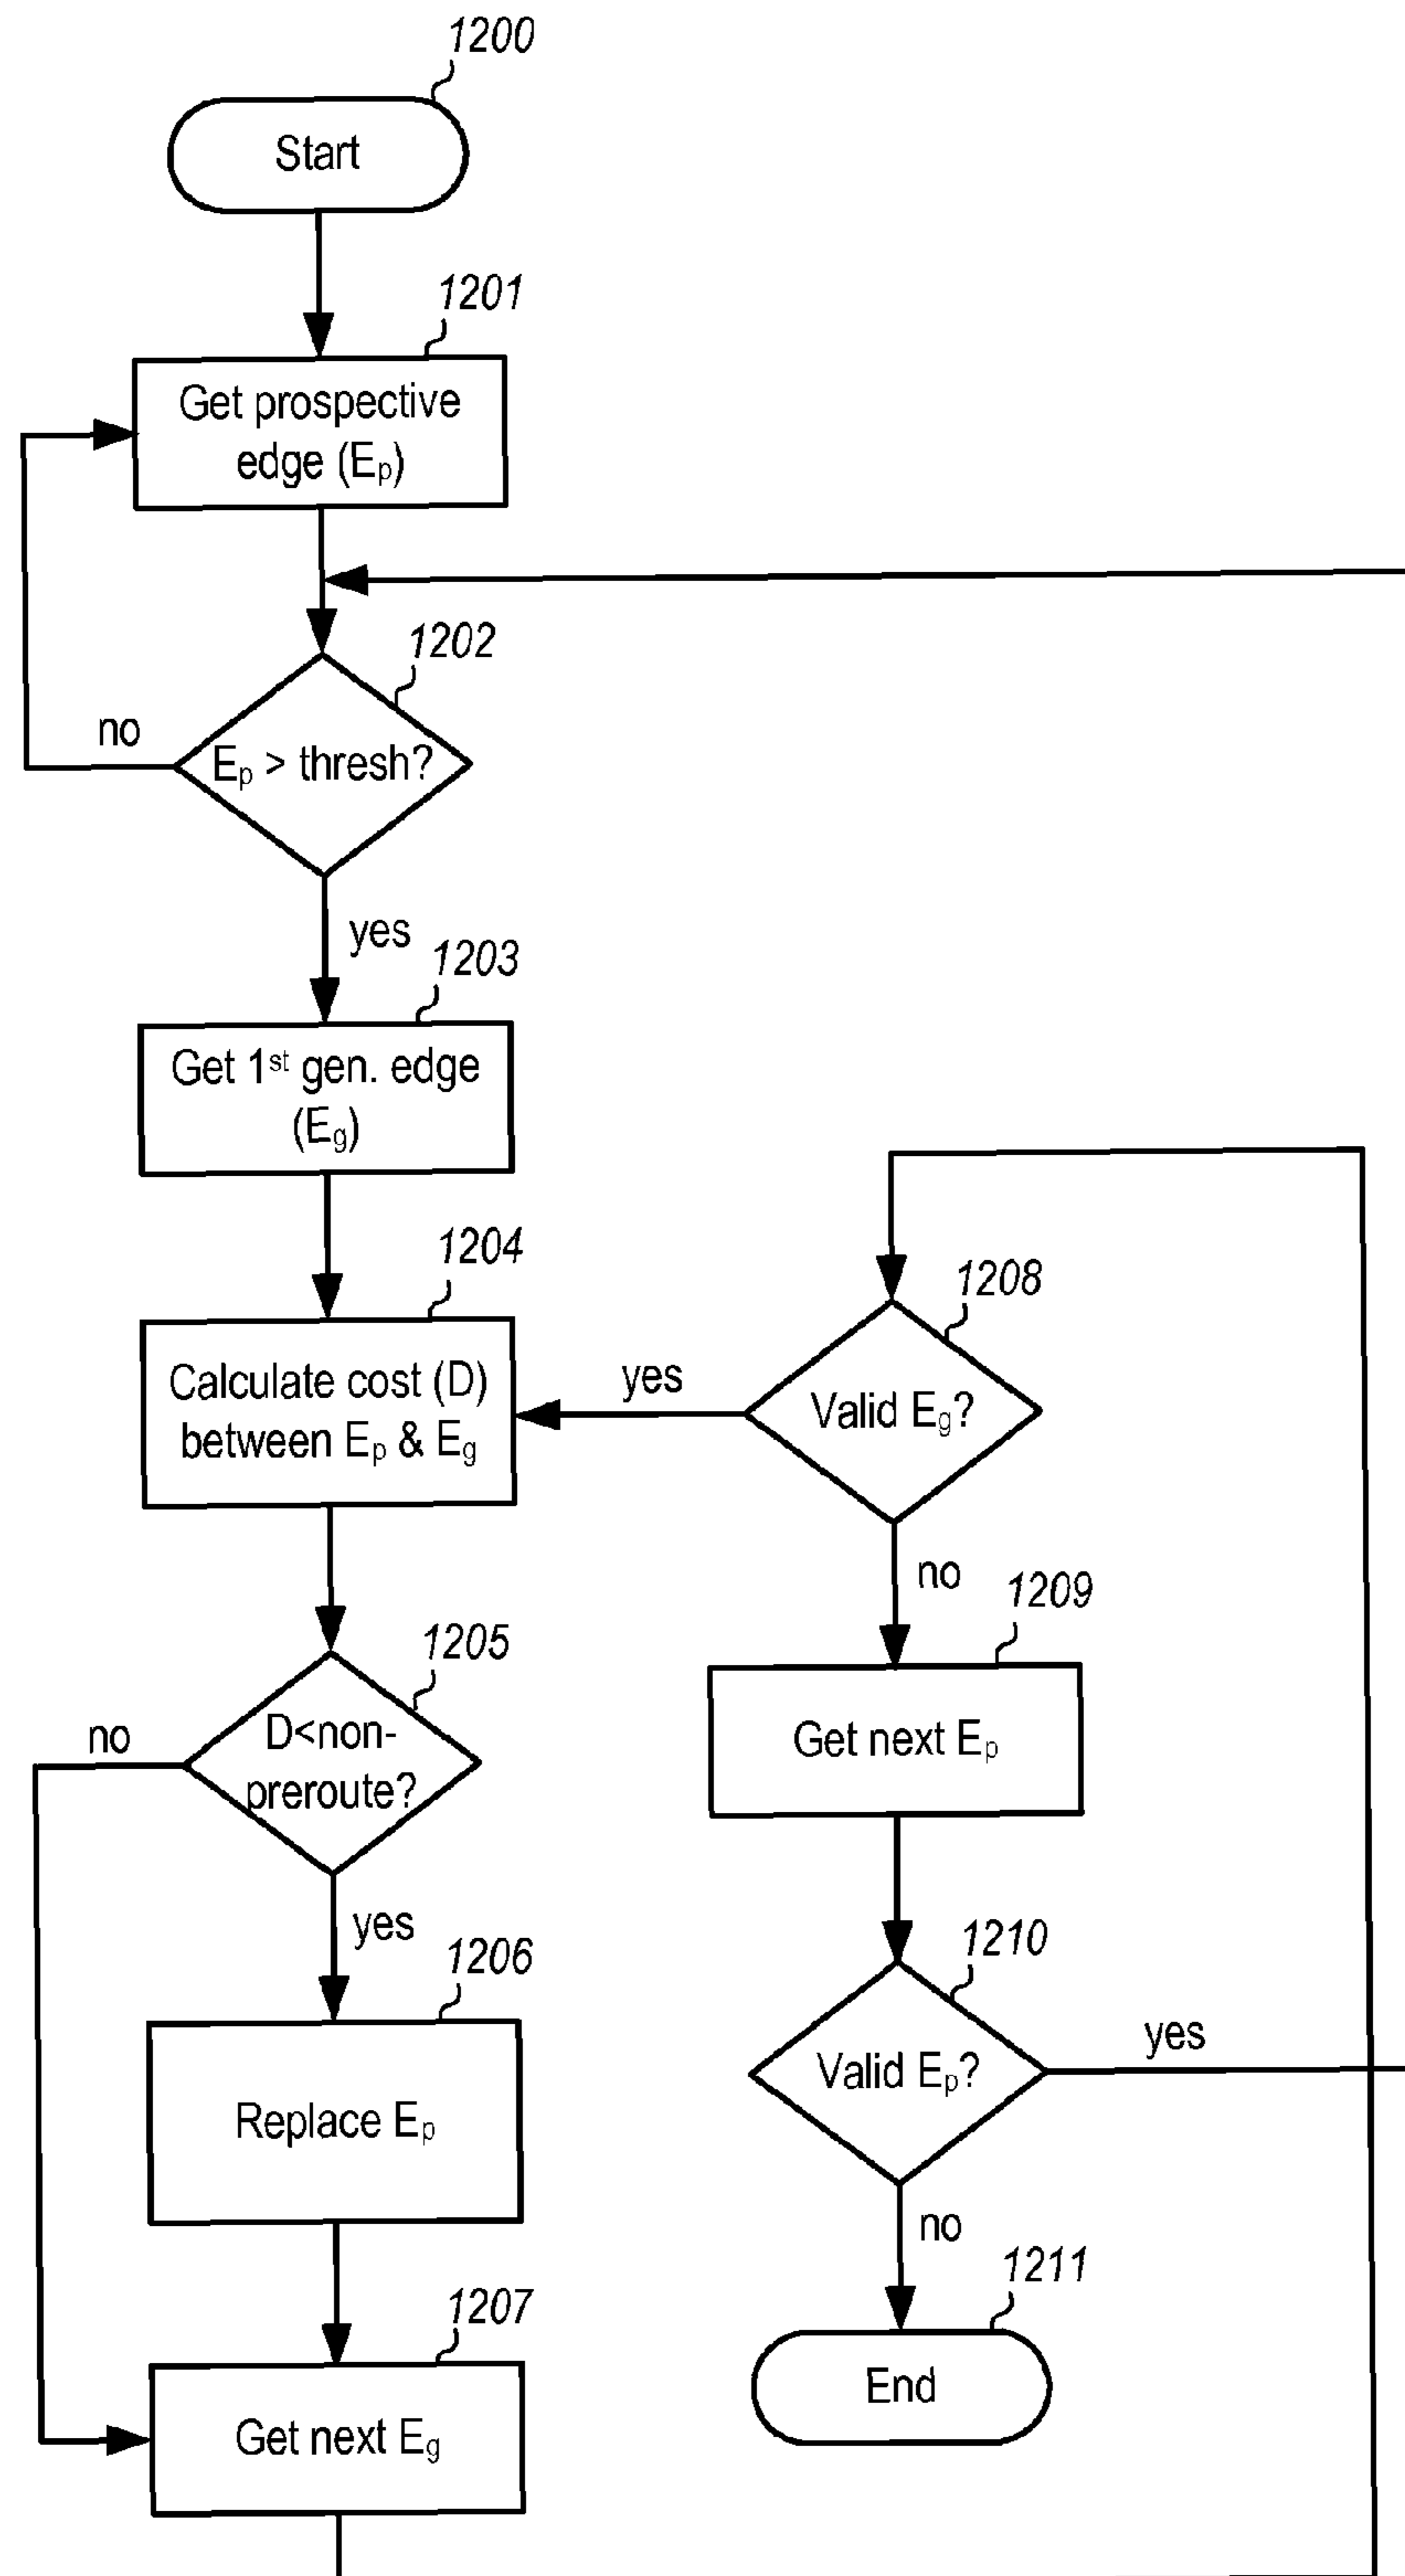 1200
Start
1201
Get prospective
edge (Ep)
1202
no
Ep > thresh?
yes
1203
Get 1st gen. edge
(Eg)
1204
Calculate cost (D)
between Ep & Eg
yes
1208
Valid Eg?
no
1209
Get next Ep
1205
no
D<non-
preroute?
yes
1206
Replace Ep
1210
Valid Ep?
yes
no
1211
End
1207
Get next Eg